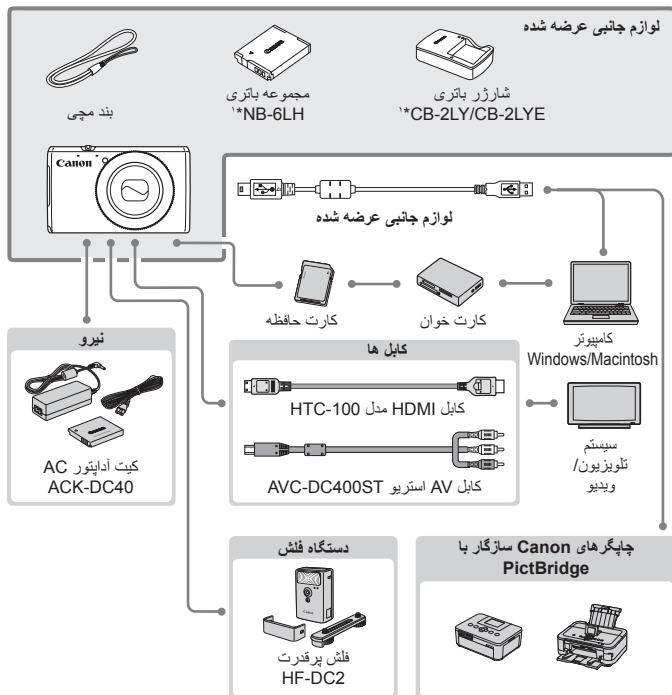 لوازم جانبی عرضه شده
شارژر باتری
CB-2LY/CB-2LYE*۱
مجموعه باتری
NB-6LH*۱
بند مچی
Canon
لوازم جانبی عرضه شده
کارت حافظه
کارت خوان
کامپیوتر
Windows/Macintosh
نیرو
کیت آداپتور AC
ACK-DC40
کابل ها
کابل HDMI مدل HTC-100
کابل AV استریو AVC-DC400ST
سیستم
تلویزیون/
ویدیو
دستگاه فلش
فلش پرقدرت
HF-DC2
چاپگرهای Canon سازگار با
PictBridge